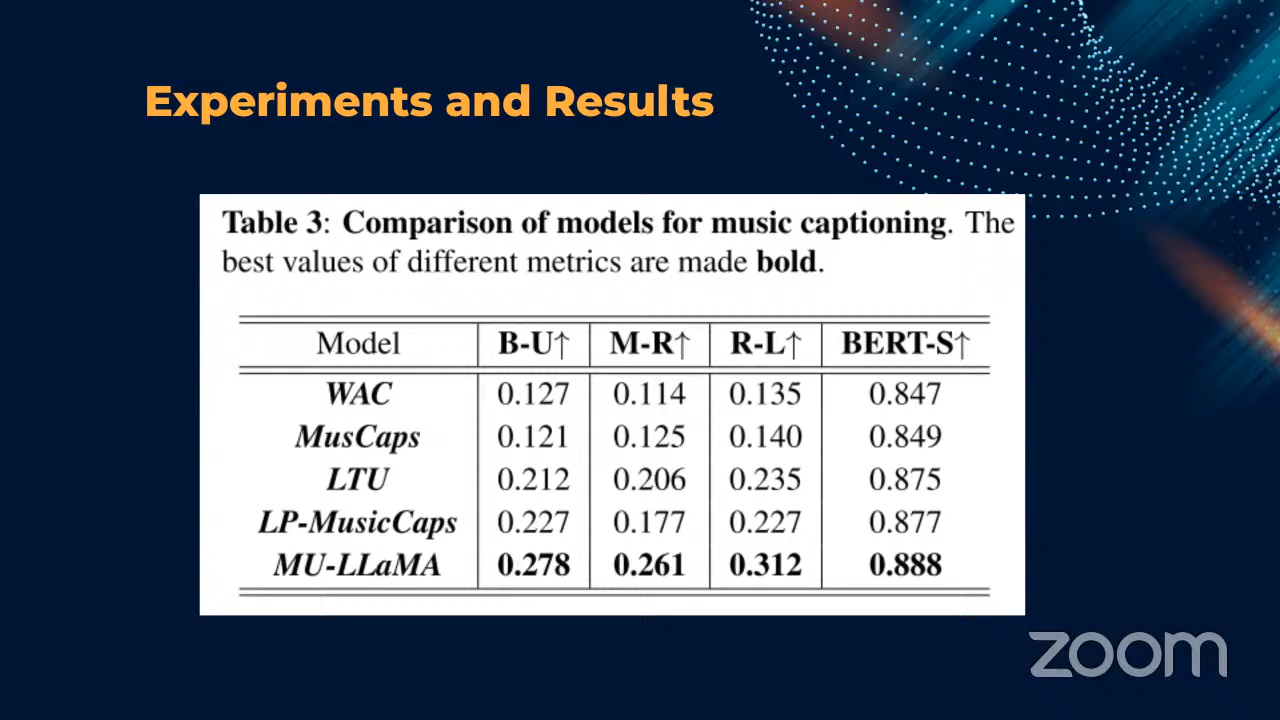 Experiments and Results
Table 3: Comparison of models for music captioning. The
best values of different metrics are made bold.
Model B-U↑ M-R↑ R-L↑ BERT-S↑
WAC 0.127 0.114 0.135 0.847
MusCaps 0.121 0.125 0.140 0.849
LTU 0.212 0.206 0.235 0.875
LP-MusicCaps 0.227 0.177 0.227 0.877
MU-LLaMA 0.278 0.261 0.312 0.888
zoom